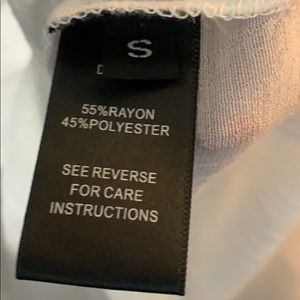 S
55%RAYON
45%POLYESTER
SEE REVERSE
FOR CARE
INSTRUCTIONS